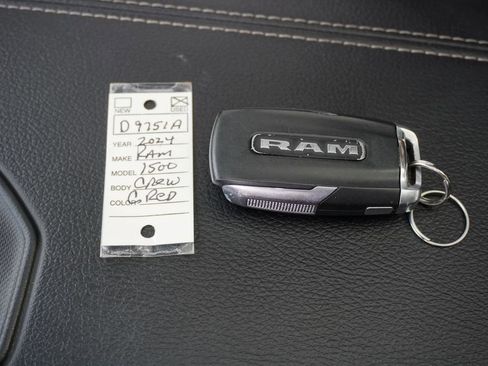 NEW USED
D9751A
YEAR 2024
MAKE RAM
MODEL 1500
BODY CREW
COLOR RED
RAM